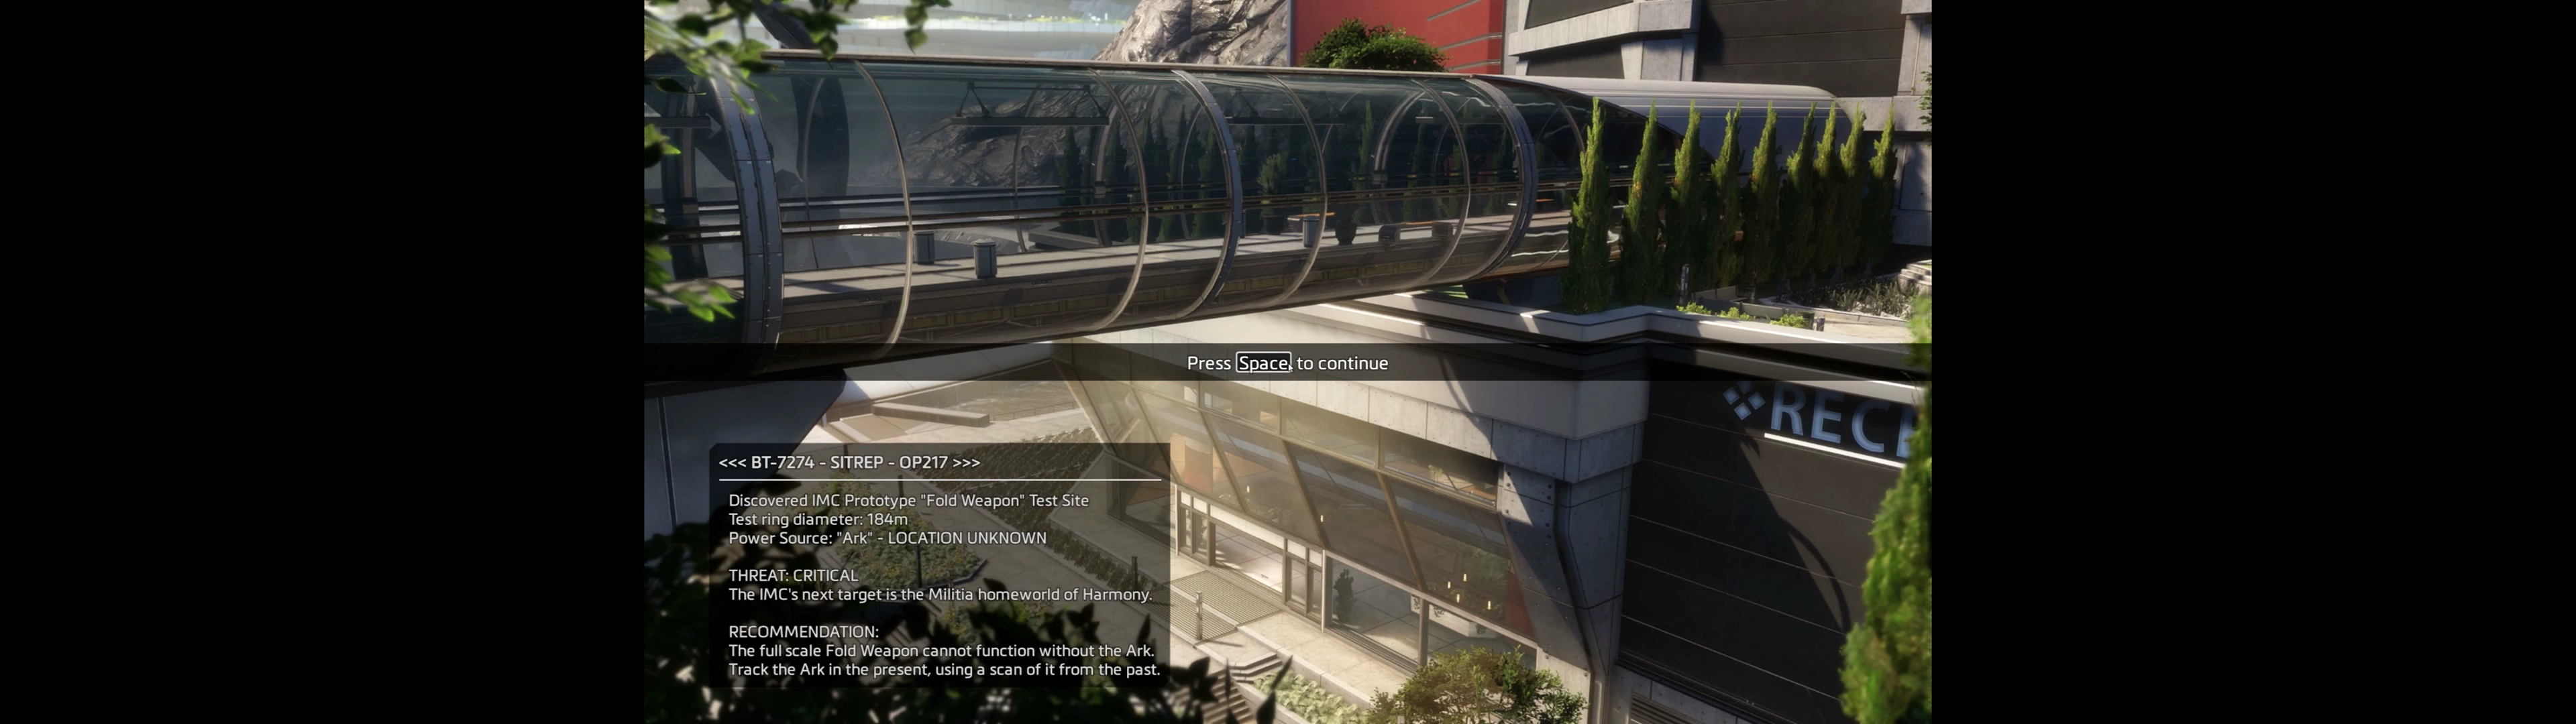 Press Space to continue
RECE
<<< BT-7274 - SITREP - OP217 >>>
Discovered IMC Prototype "Fold Weapon" Test Site
Test ring diameter: 184m
Power Source: "Ark" - LOCATION UNKNOWN
THREAT: CRITICAL
The IMC's next target is the Militia homeworld of Harmony.
RECOMMENDATION:
The full scale Fold Weapon cannot function without the Ark.
Track the Ark in the present, using a scan of it from the past.